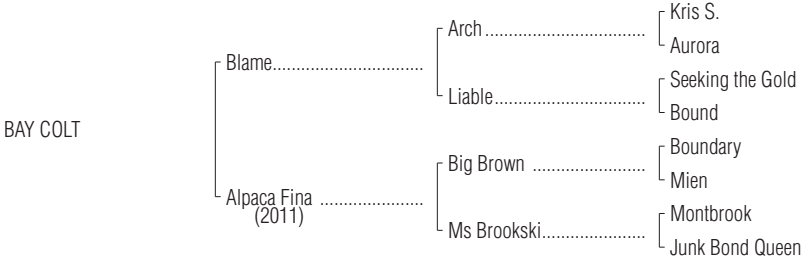 Kris S.
Arch ..................................
Aurora
Blame................................
Seeking the Gold
Liable................................
Bound
BAY COLT
Boundary
Big Brown ........................
Mien
Alpaca Fina ......................
(2011)
Montbrook
Ms Brookski......................
Junk Bond Queen